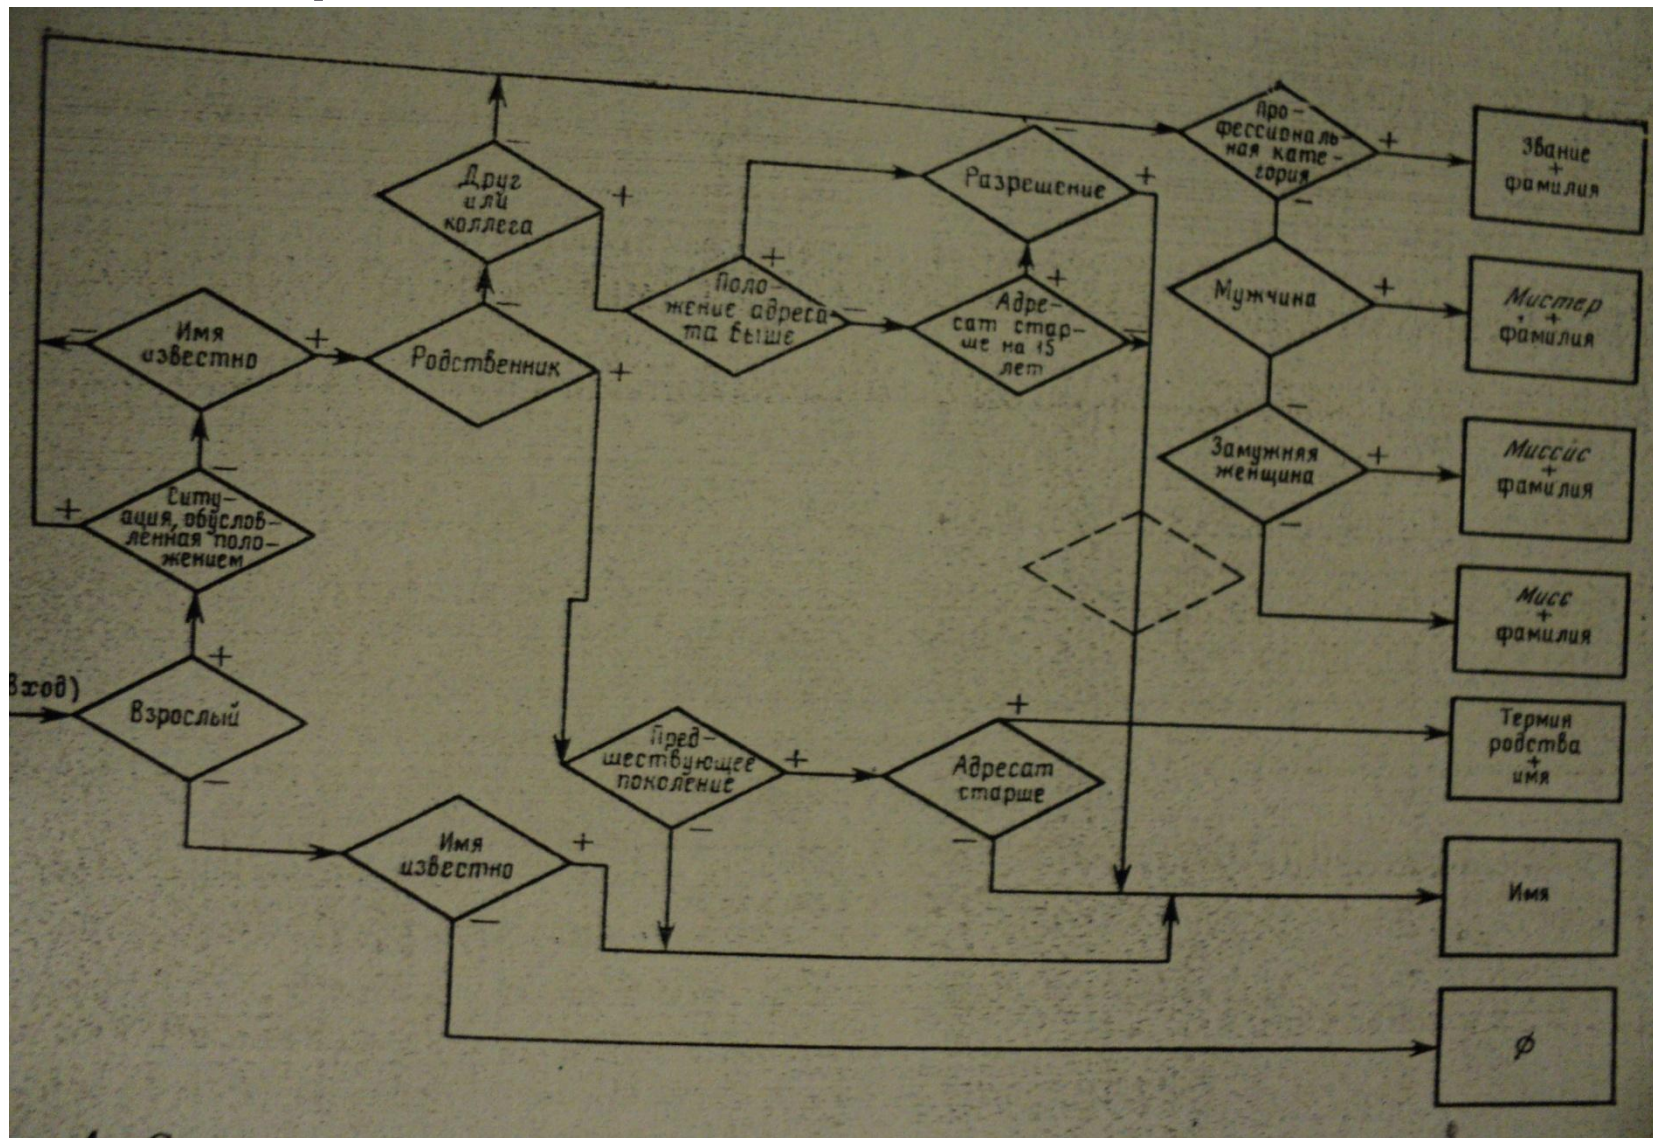 Про-
фессиональ-
ная кате-
гория
+
Звание
+
фамилия
–
Друг
или
коллега
+
–
Разрешение
+
–
Мужчина
+
Мистер
+
фамилия
–
Поло-
жение адреса
та выше
+
–
Адре-
сат стар-
ше на 15
лет
+
–
Имя
известно
–
+
Родственник
–
+
Замужняя
женщина
–
+
Миссис
+
фамилия
–
Ситу-
ация, обуслов-
ленная поло-
жением
+
–
Мисс
+
фамилия
вход)
Взрослый
+
–
Пред-
шествующее
поколение
+
–
Адресат
старше
+
–
Термин
родства
+
имя
Имя
известно
+
–
Имя
ф